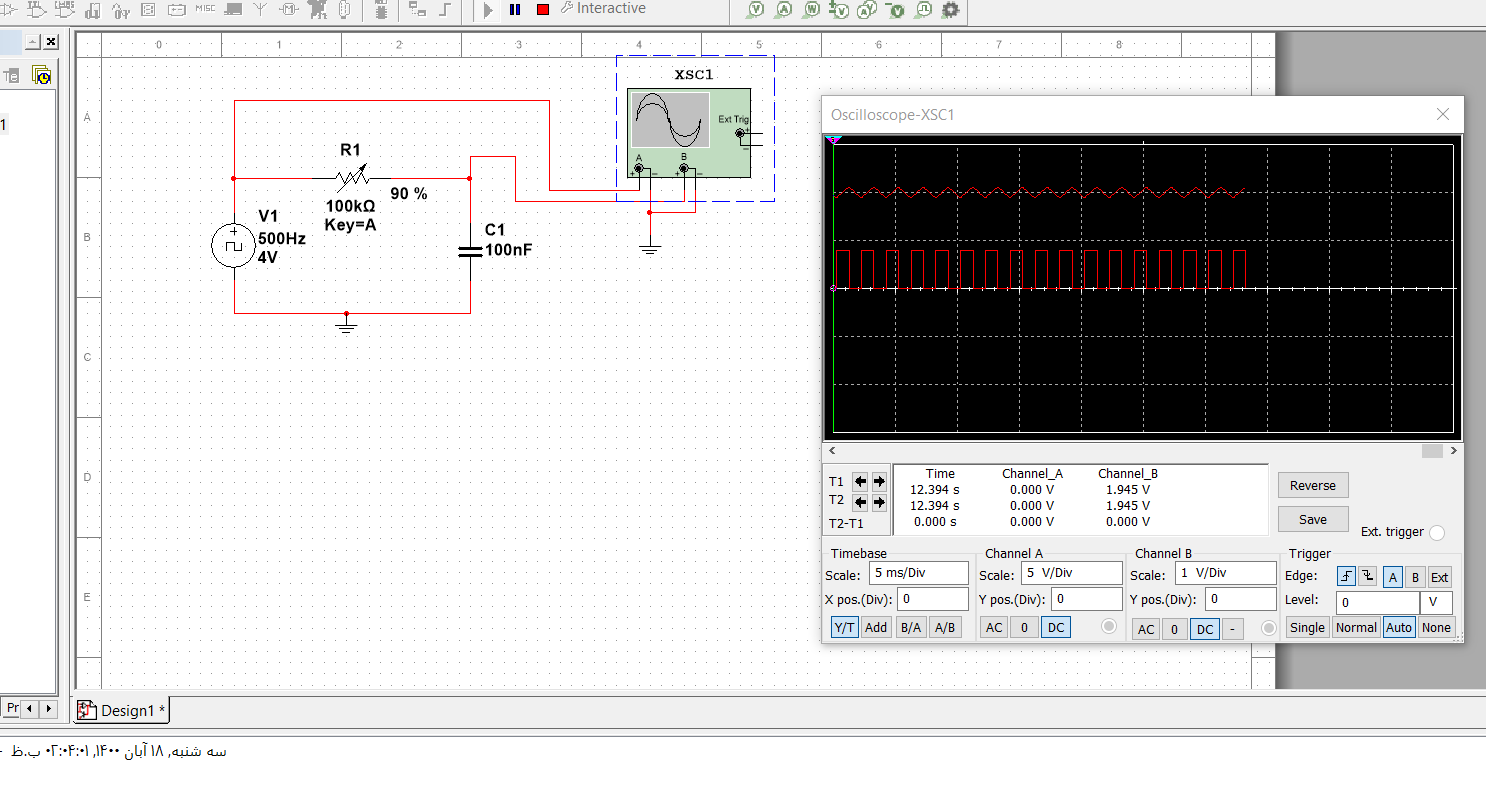 MISC
Interactive
0 1 2 3 4 5 6 7 8
A
B
C
D
E
1
XSC1
Ext Trig
+
−
A
B
+ − + −
R1
90 %
100kΩ
Key=A
V1
500Hz
4V
C1
100nF
Oscilloscope-XSC1
Time Channel_A Channel_B
T1 12.394 s 0.000 V 1.945 V
T2 12.394 s 0.000 V 1.945 V
T2-T1 0.000 s 0.000 V 0.000 V
Reverse
Save
Ext. trigger
Timebase
Scale: 5 ms/Div
X pos.(Div): 0
Y/T Add B/A A/B
Channel A
Scale: 5 V/Div
Y pos.(Div): 0
AC 0 DC
Channel B
Scale: 1 V/Div
Y pos.(Div): 0
AC 0 DC -
Trigger
Edge: A B Ext
Level: 0 V
Single Normal Auto None
Pr
Design1 *
سه شنبه, ۱۸ آبان ۱۴۰۰, ۰۲:۰۴:۰۱ ب.ظ